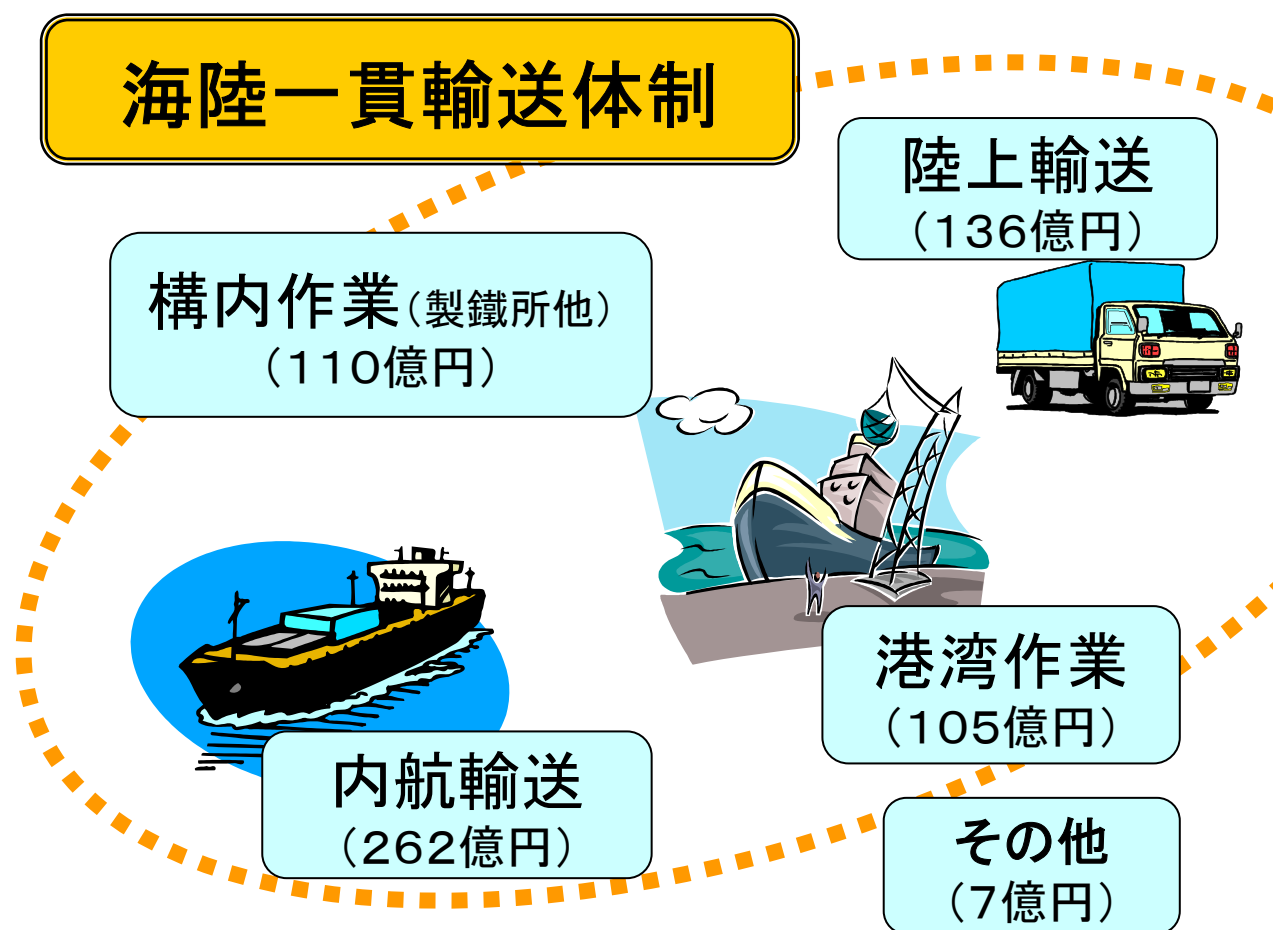 海陸一貫輸送体制
陸上輸送
（136億円）
構内作業（製鐵所他）
（110億円）
港湾作業
（105億円）
内航輸送
（262億円）
その他
（7億円）